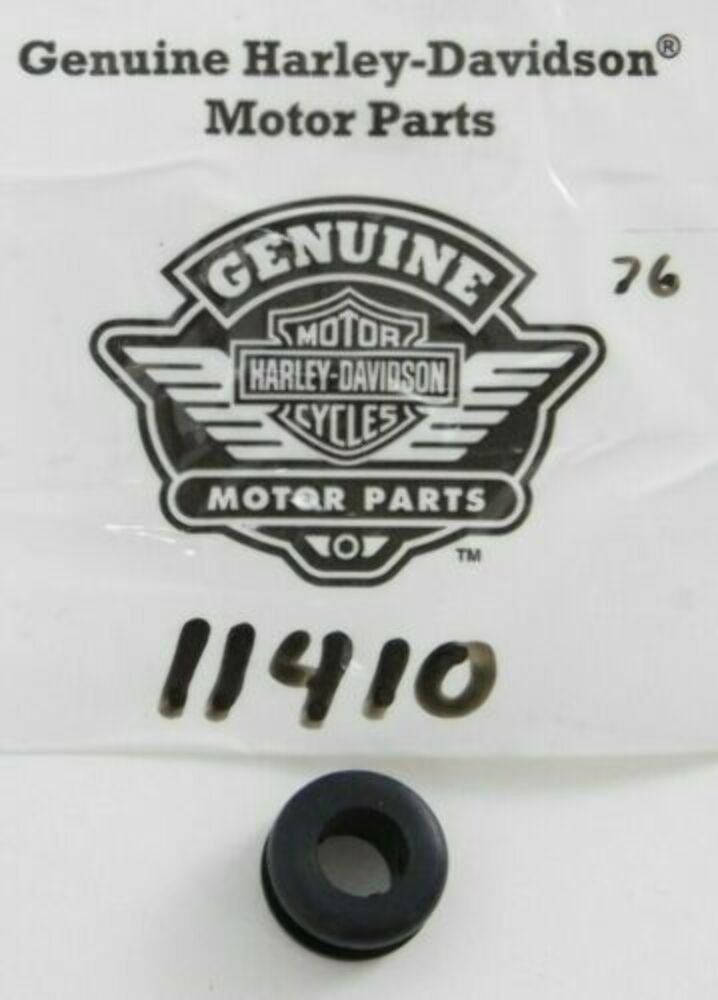 Genuine Harley-Davidson®
Motor Parts
GENUINE
76
MOTOR
HARLEY-DAVIDSON
CYCLES
MOTOR PARTS
TM
11410